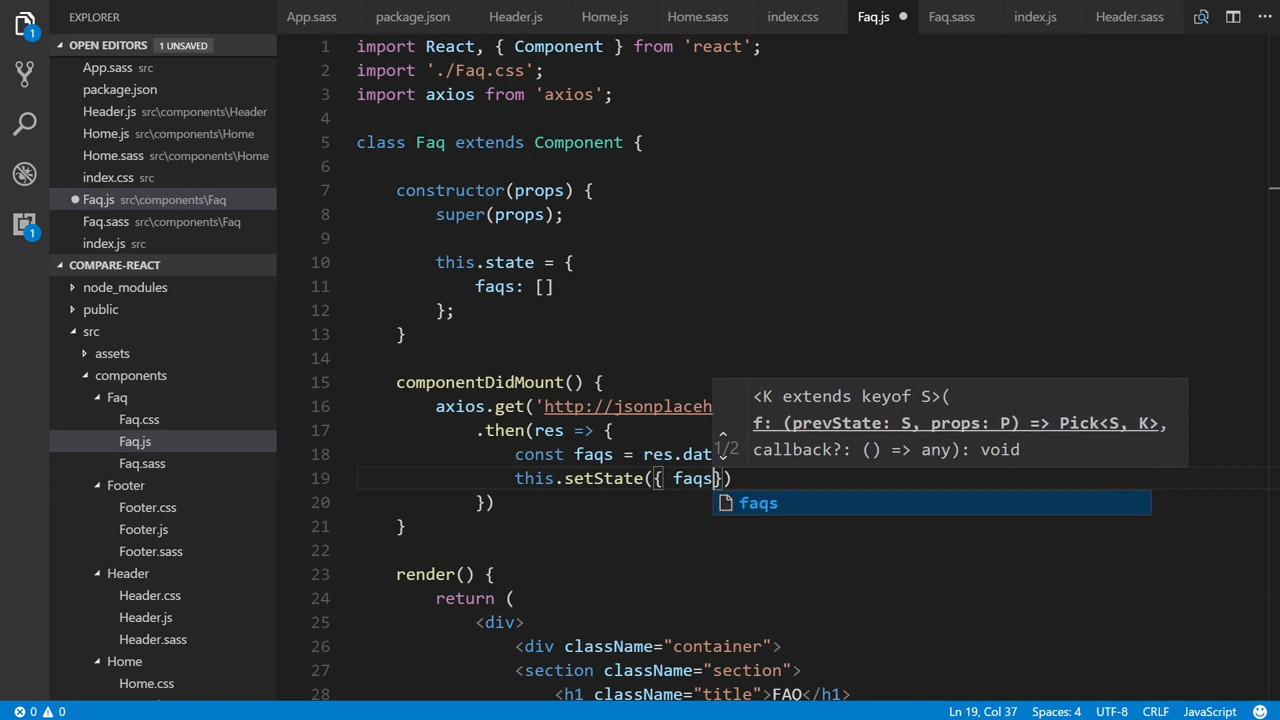 EXPLORER
App.sass
package.json
Header.js
Home.js
Home.sass
index.css
Faq.js
Faq.sass
index.js
Header.sass
1
1
OPEN EDITORS 1 UNSAVED
App.sass src
package.json
Header.js src\components\Header
Home.js src\components\Home
Home.sass src\components\Home
index.css src
Faq.js src\components\Faq
Faq.sass src\components\Faq
index.js src
COMPARE-REACT
node_modules
public
src
assets
components
Faq
Faq.css
Faq.js
Faq.sass
Footer
Footer.css
Footer.js
Footer.sass
Header
Header.css
Header.js
Header.sass
Home
Home.css
1 import React, { Component } from 'react';
2 import './Faq.css';
3 import axios from 'axios';
4
5 class Faq extends Component {
6
7 constructor(props) {
8 super(props);
9
10 this.state = {
11 faqs: []
12 };
13 }
14
15 componentDidMount() {
16 axios.get('http://jsonplaceh
17 .then(res => {
18 const faqs = res.dat
19 this.setState({ faqs})
20 })
21 }
22
23 render() {
24 return (
25 <div>
26 <div className="container">
27 <section className="section">
28 <h1 className="title">FAQ</h1>
1/2
<K extends keyof S>(
f: (prevState: S, props: P) => Pick<S, K>,
callback?: () => any): void
faqs
0 0
Ln 19, Col 37
Spaces: 4
UTF-8
CRLF
JavaScript